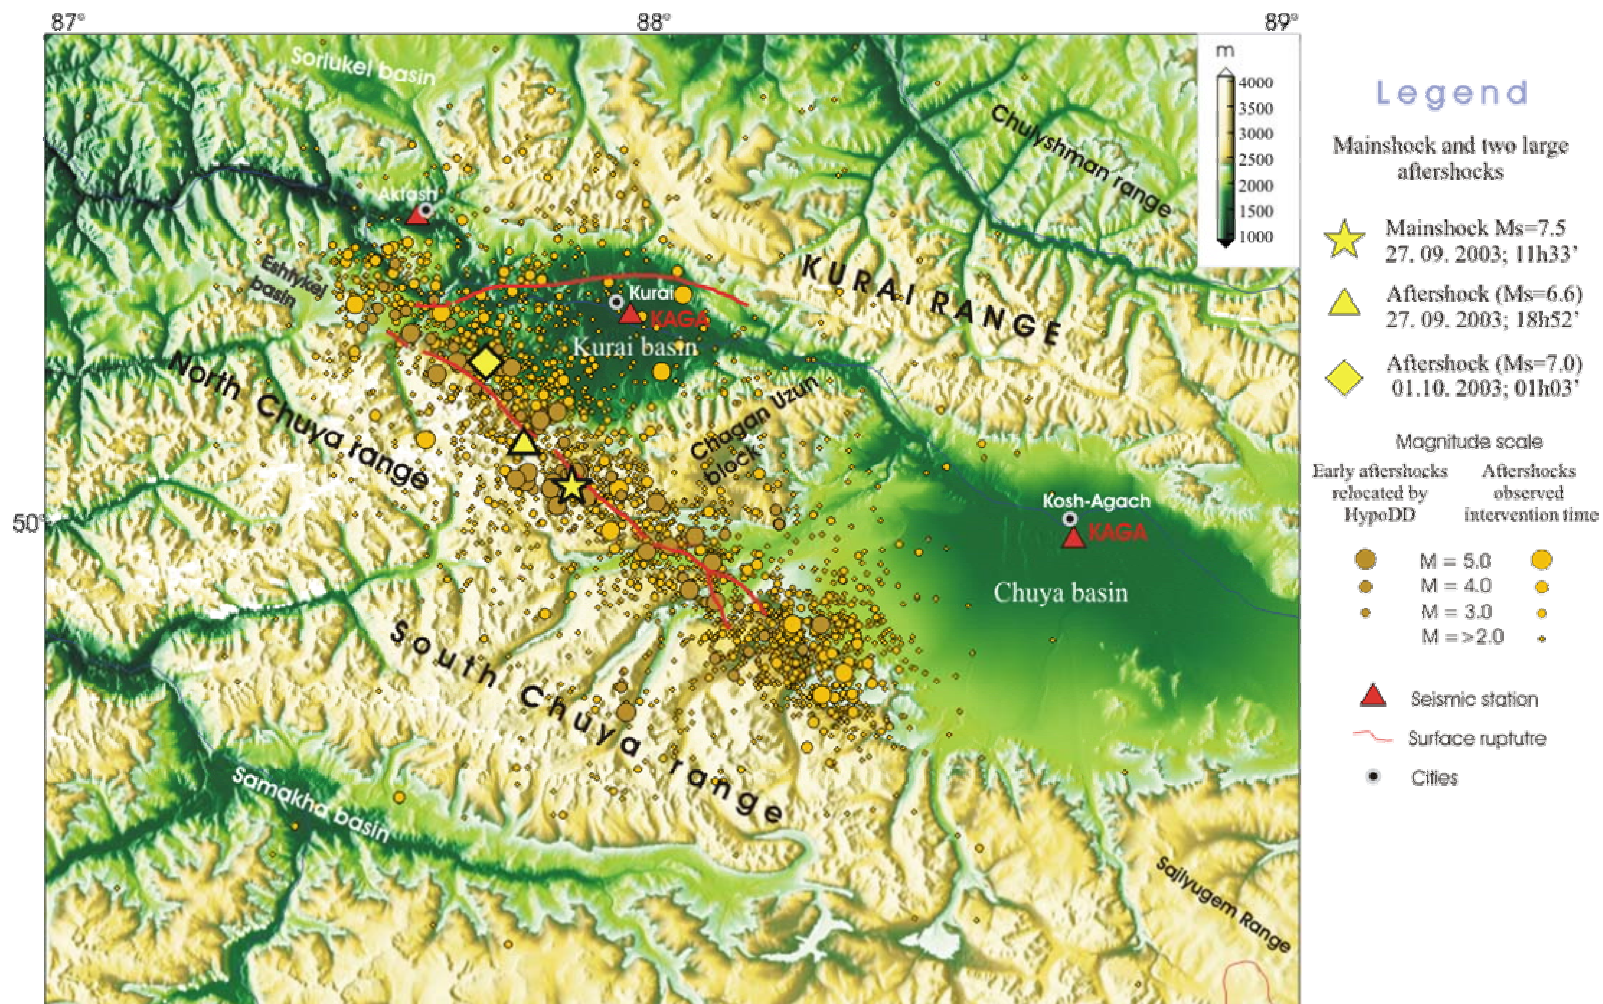 87°
88°
89°
50°
Soriukel basin
Chulyshman range
Aktash
Eshtykel
basin
KURAI RANGE
Kurai
KAGA
Kurai basin
North Chuya range
Chagan Uzun
block
Kosh-Agach
KAGA
Chuya basin
South Chuya range
Samakha basin
Sajlyugem Range
m
4000
3500
3000
2500
2000
1500
1000
Legend
Mainshock and two large
aftershocks
Mainshock Ms=7.5
27. 09. 2003; 11h33’
Aftershock (Ms=6.6)
27. 09. 2003; 18h52’
Aftershock (Ms=7.0)
01.10. 2003; 01h03’
Magnitude scale
Early aftershocks
relocated by
HypoDD
Aftershocks
observed
intervention time
M = 5.0
M = 4.0
M = 3.0
M =>2.0
Seismic station
Surface ruptutre
Cities